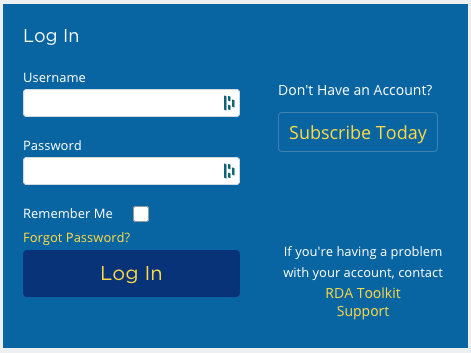 Log In
Username
Password
Remember Me
Forgot Password?
Log In
Don't Have an Account?
Subscribe Today
If you're having a problem
with your account, contact
RDA Toolkit
Support